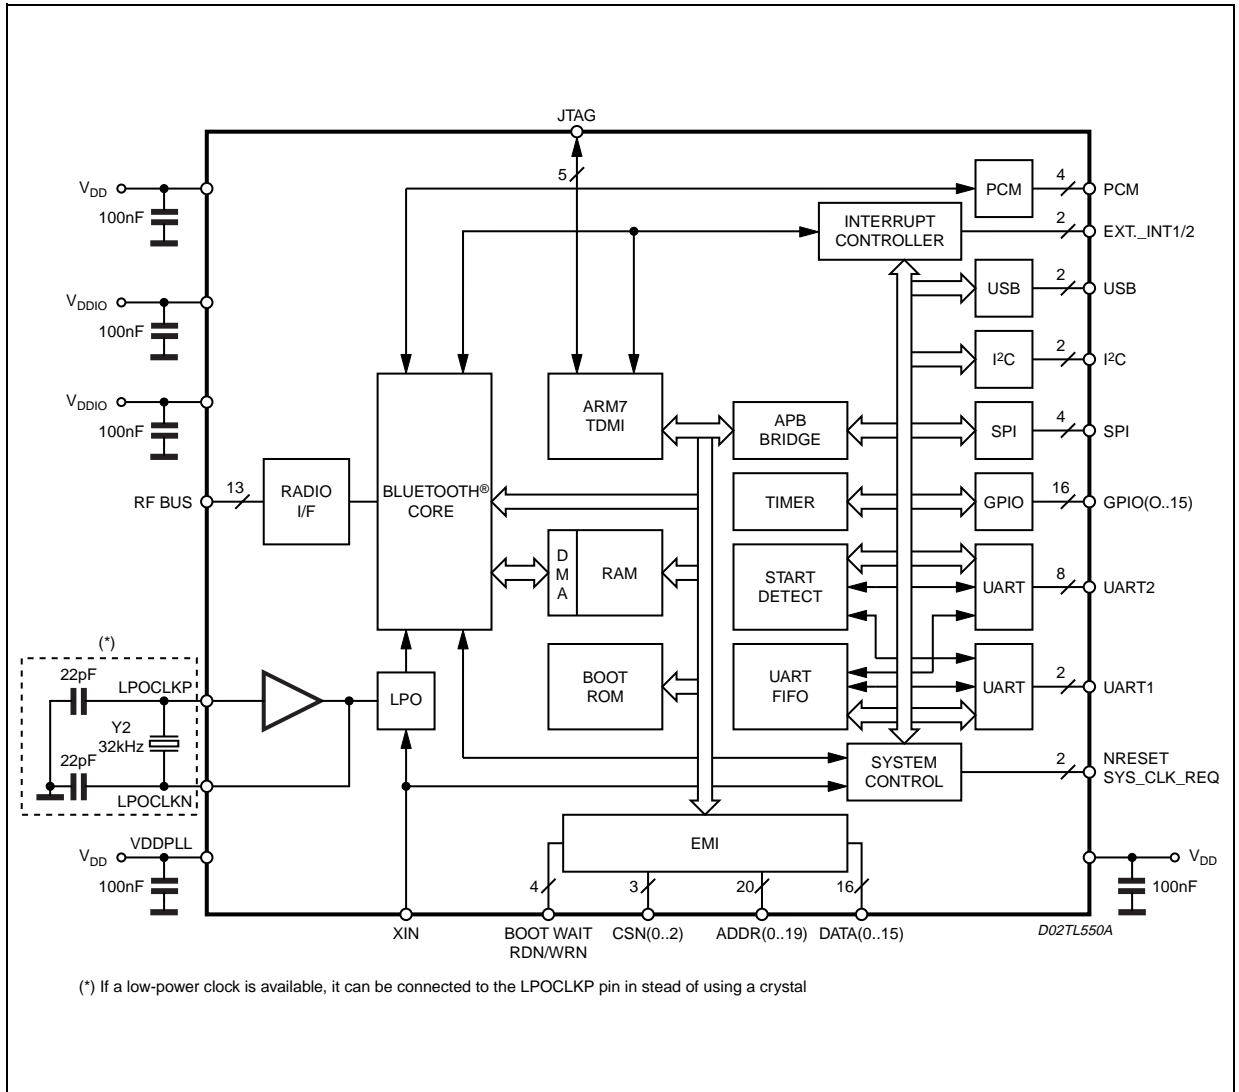 JTAG
5
VDD
100nF
VDDIO
100nF
VDDIO
100nF
PCM
4
PCM
INTERRUPT
CONTROLLER
2
EXT._INT1/2
USB
2
USB
I2C
2
I2C
ARM7
TDMI
APB
BRIDGE
SPI
4
SPI
RF BUS
13
RADIO
I/F
BLUETOOTH®
CORE
TIMER
GPIO
16
GPIO(O..15)
D
M
A
RAM
START
DETECT
UART
8
UART2
(*)
22pF
LPOCLKP
Y2
32kHz
22pF
LPOCLKN
LPO
BOOT
ROM
UART
FIFO
UART
2
UART1
SYSTEM
CONTROL
2
NRESET
SYS_CLK_REQ
VDD
VDDPLL
100nF
EMI
4
3
20
16
VDD
100nF
XIN
BOOT WAIT
RDN/WRN
CSN(0..2)
ADDR(0..19)
DATA(0..15)
D02TL550A
(*) If a low-power clock is available, it can be connected to the LPOCLKP pin in stead of using a crystal